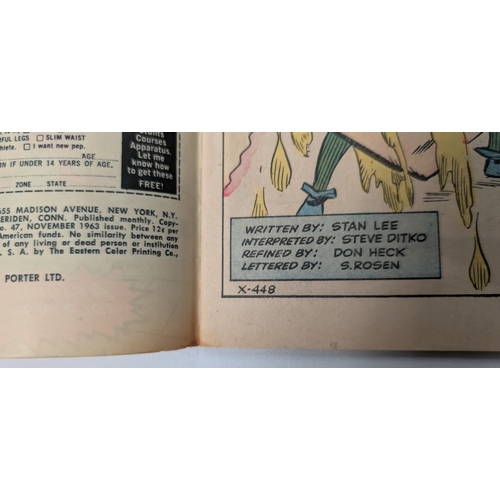 FUL LEGS ☐ SLIM WAIST
hlete. ☐ I want new pep.
AGE
ON IF UNDER 14 YEARS OF AGE.
ZONE STATE
Courses
Apparatus.
Let me
know how
to get these
FREE!
655 MADISON AVENUE, NEW YORK, N.Y.
ERIDEN, CONN. Published monthly. Copy-
o. 47, NOVEMBER 1963 issue. Price 12¢ per
American funds. No similarity between any
of any living or dead person or institution
. S. A. by The Eastern Color Printing Co.,
PORTER LTD.
WRITTEN BY: STAN LEE
INTERPRETED BY: STEVE DITKO
REFINED BY: DON HECK
LETTERED BY: S. ROSEN
X-448